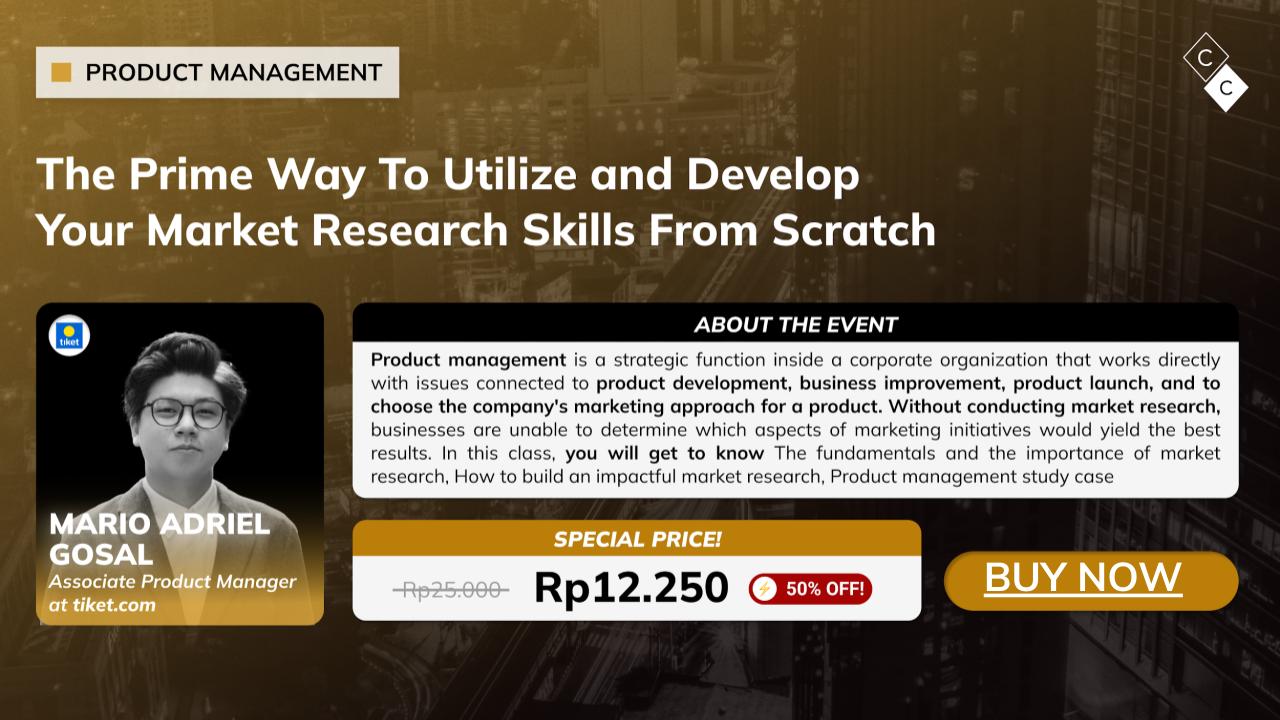 PRODUCT MANAGEMENT
C
C
The Prime Way To Utilize and Develop
Your Market Research Skills From Scratch
tiket
MARIO ADRIEL
GOSAL
Associate Product Manager
at tiket.com
ABOUT THE EVENT
Product management is a strategic function inside a corporate organization that works directly
with issues connected to product development, business improvement, product launch, and to
choose the company's marketing approach for a product. Without conducting market research,
businesses are unable to determine which aspects of marketing initiatives would yield the best
results. In this class, you will get to know The fundamentals and the importance of market
research, How to build an impactful market research, Product management study case
SPECIAL PRICE!
Rp25.000 Rp12.250 50% OFF!
BUY NOW